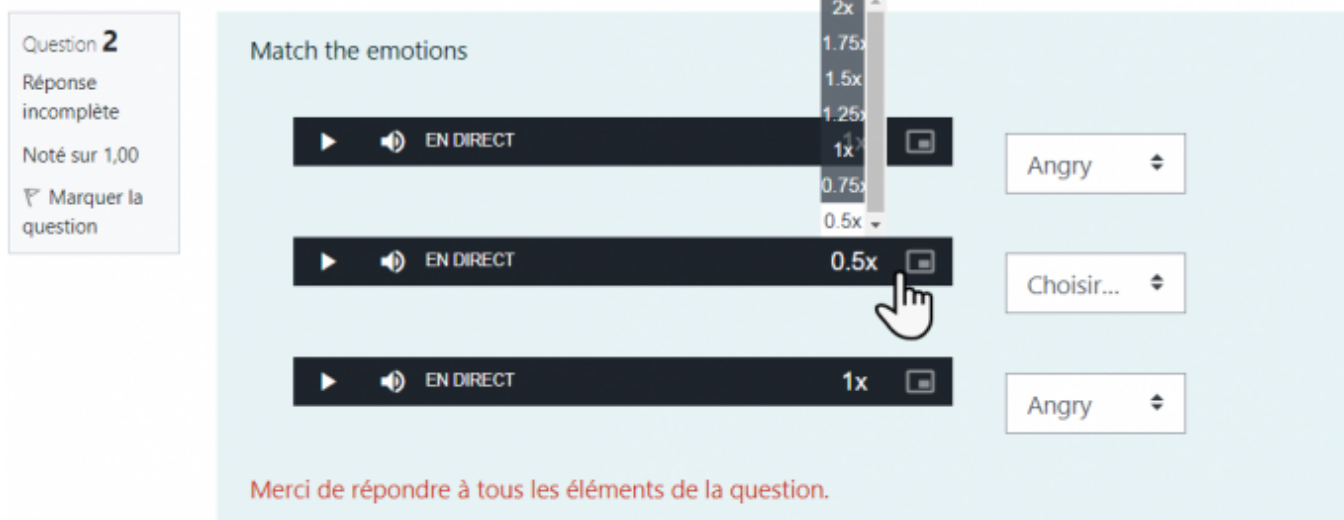 Question 2
Réponse
incomplète
Noté sur 1,00
Marquer la
question
Match the emotions
2x
1.75x
1.5x
1.25x
1x
0.75x
0.5x
EN DIRECT
1x
Angry
EN DIRECT
0.5x
Choisir...
EN DIRECT
1x
Angry
Merci de répondre à tous les éléments de la question.